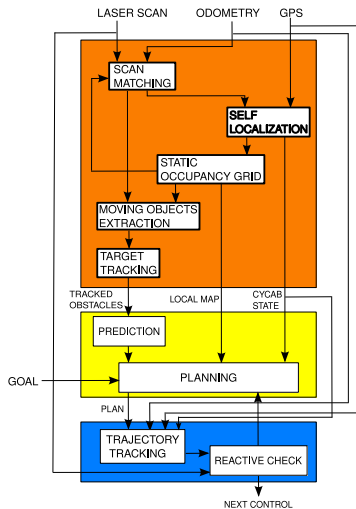 LASER SCAN
ODOMETRY
GPS
SCAN
MATCHING
SELF
LOCALIZATION
STATIC
OCCUPANCY GRID
MOVING OBJECTS
EXTRACTION
TARGET
TRACKING
TRACKED
OBSTACLES
LOCAL MAP
CYCAB
STATE
PREDICTION
GOAL
PLANNING
PLAN
TRAJECTORY
TRACKING
REACTIVE CHECK
NEXT CONTROL